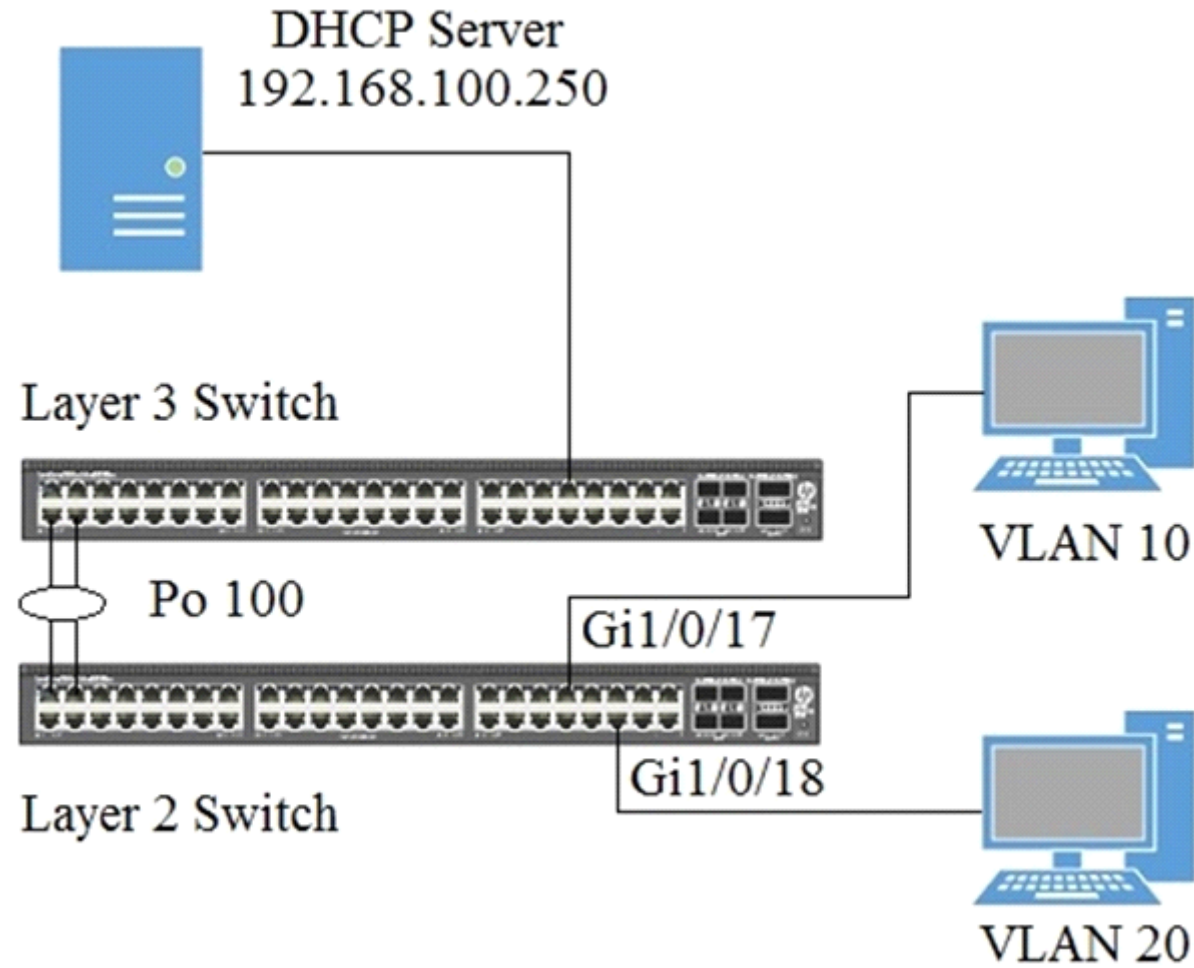 DHCP Server
192.168.100.250
Layer 3 Switch
VLAN 10
Po 100
Gi1/0/17
Gi1/0/18
Layer 2 Switch
VLAN 20